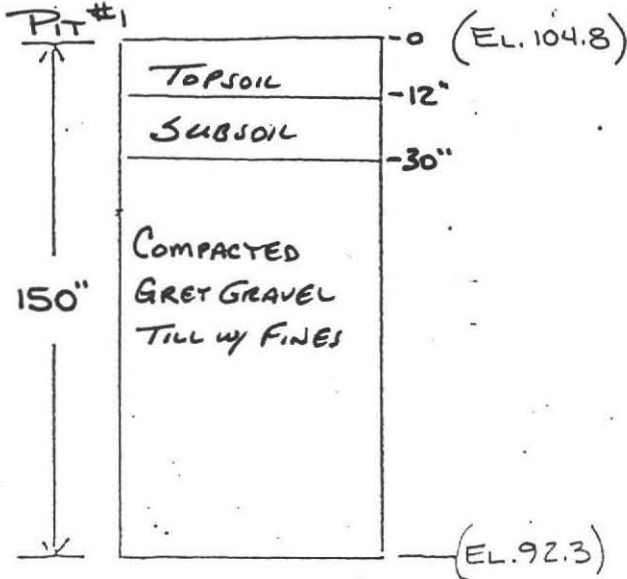 PIT #1
-0 (EL. 104.8)
TOPSOIL
-12"
SUBSOIL
-30"
COMPACTED
GREY GRAVEL
TILL W/ FINES
150"
(EL. 92.3)